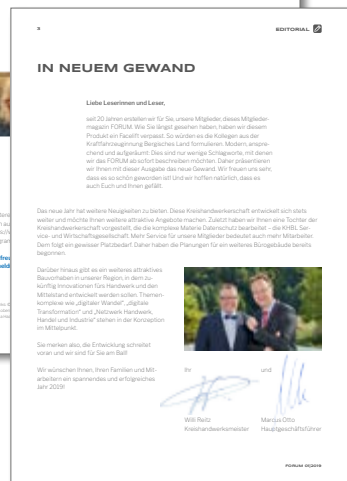 3
EDITORIAL
IN NEUEM GEWAND
Liebe Leserinnen und Leser,
seit 20 Jahren erstellen wir für Sie, unsere Mitglieder, dieses Mitglieder-
magazin FORUM. Wie Sie längst gesehen haben, haben wir diesem
Produkt ein Facelift verpasst. So würden es die Kollegen aus der
Kraftfahrzeuginnung Bergisches Land formulieren. Modern, anspre-
chend und aufgeräumt: Dies sind nur wenige Schlagworte, mit denen
wir das FORUM ab sofort beschreiben möchten. Daher präsentieren
wir Ihnen mit dieser Ausgabe das neue Gewand. Wir freuen uns sehr,
dass es so schön geworden ist! Und wir hoffen natürlich, dass es
auch Euch und Ihnen gefällt.
Das neue Jahr hat weitere Neuigkeiten zu bieten. Diese Kreishandwerkerschaft entwickelt sich stets
weiter und möchte Ihnen weitere attraktive Angebote machen. Zuletzt haben wir Ihnen eine Tochter der
Kreishandwerkerschaft vorgestellt, die die komplexe Materie Datenschutz bearbeitet – die KHBL Ser-
vice- und Wirtschaftsgesellschaft. Mehr Service für unsere Mitglieder bedeutet auch mehr Mitarbeiter.
Dem folgt ein gewisser Platzbedarf. Daher haben die Planungen für ein weiteres Bürogebäude bereits
begonnen.
Darüber hinaus gibt es ein weiteres attraktives
Bauvorhaben in unserer Region, in dem zu-
künftig Innovationen fürs Handwerk und den
Mittelstand entwickelt werden sollen. Themen-
komplexe wie „digitaler Wandel", „digitale
Transformation" und „Netzwerk Handwerk,
Handel und Industrie" stehen in der Konzeption
im Mittelpunkt.
Sie merken also, die Entwicklung schreitet
voran und wir sind für Sie am Ball!
Wir wünschen Ihnen, Ihren Familien und Mit-
arbeitern ein spannendes und erfolgreiches
Jahr 2019!
Ihr und
Willi Reitz Marcus Otto
Kreishandwerksmeister Hauptgeschäftsführer
FORUM 01|2019